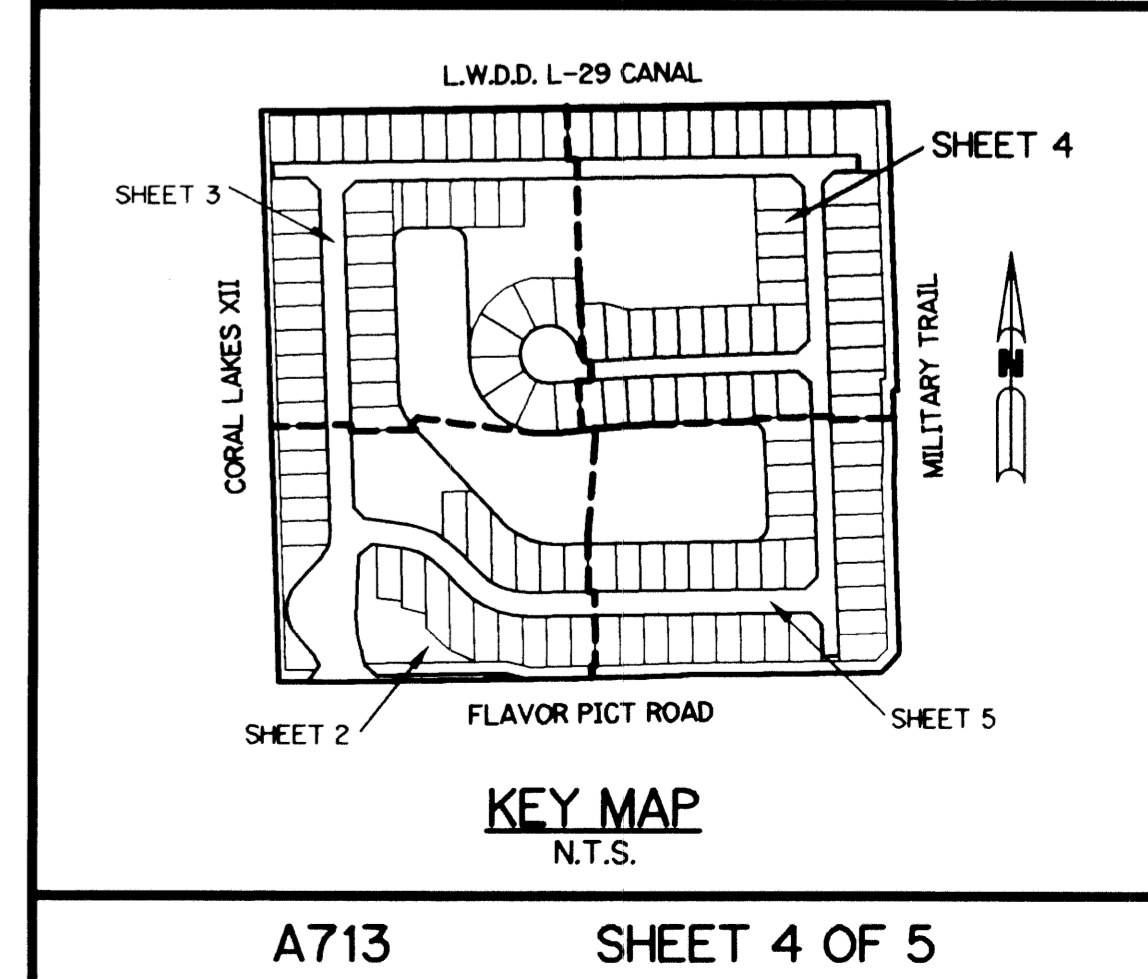 L.W.D.D. L-29 CANAL
SHEET 4
SHEET 3
CORAL LAKES XII
MILITARY TRAIL
N
SHEET 2
FLAVOR PICT ROAD
SHEET 5
KEY MAP
N.T.S.
A713 SHEET 4 OF 5